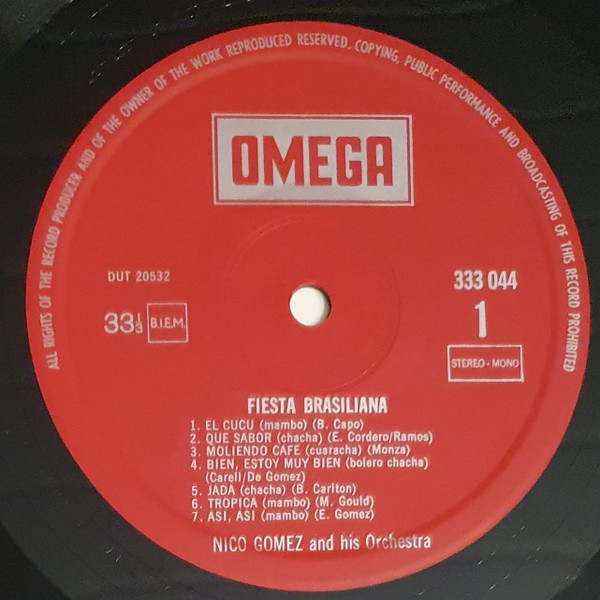 ALL RIGHTS OF THE RECORD PRODUCER AND OF THE OWNER OF THE WORK REPRODUCED RESERVED. COPYING, PUBLIC PERFORMANCE AND BROADCASTING OF THIS RECORD PROHIBITED
OMEGA
DUT 20532
333 044
33⅓ B.I.E.M.
1
STEREO - MONO
FIESTA BRASILIANA
1. EL CUCU (mambo) (B. Capo)
2. QUE SABOR (chacha) (E. Cordero/Ramos)
3. MOLIENDO CAFE (cuaracha) (Monza)
4. BIEN, ESTOY MUY BIEN (bolero chacha)
(Carell/De Gomez)
5. JADA (chacha) (B. Carlton)
6. TROPICA (mambo) (M. Gould)
7. ASI, ASI (mambo) (E. Gomez)
NICO GOMEZ and his Orchestra